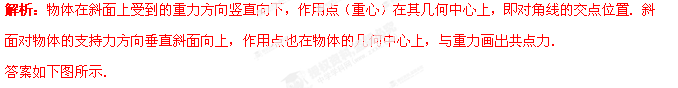 解析：物体在斜面上受到的重力方向竖直向下，作用点（重心）在其几何中心上，即对角线的交点位置．斜
面对物体的支持力方向垂直斜面向上，作用点也在物体的几何中心上，与重力画出共点力．
答案如下图所示．